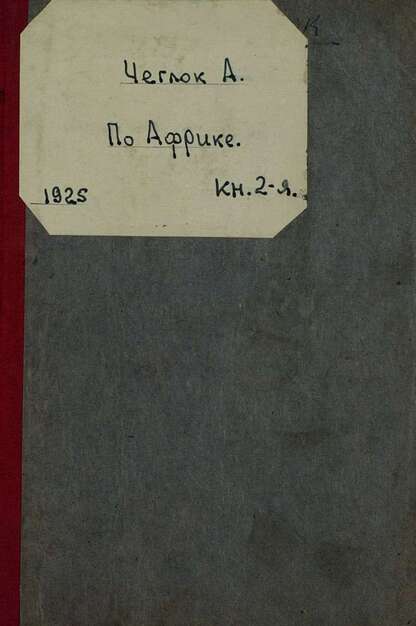 Чеглок А.
По Африке.
1925 Кн. 2-я.